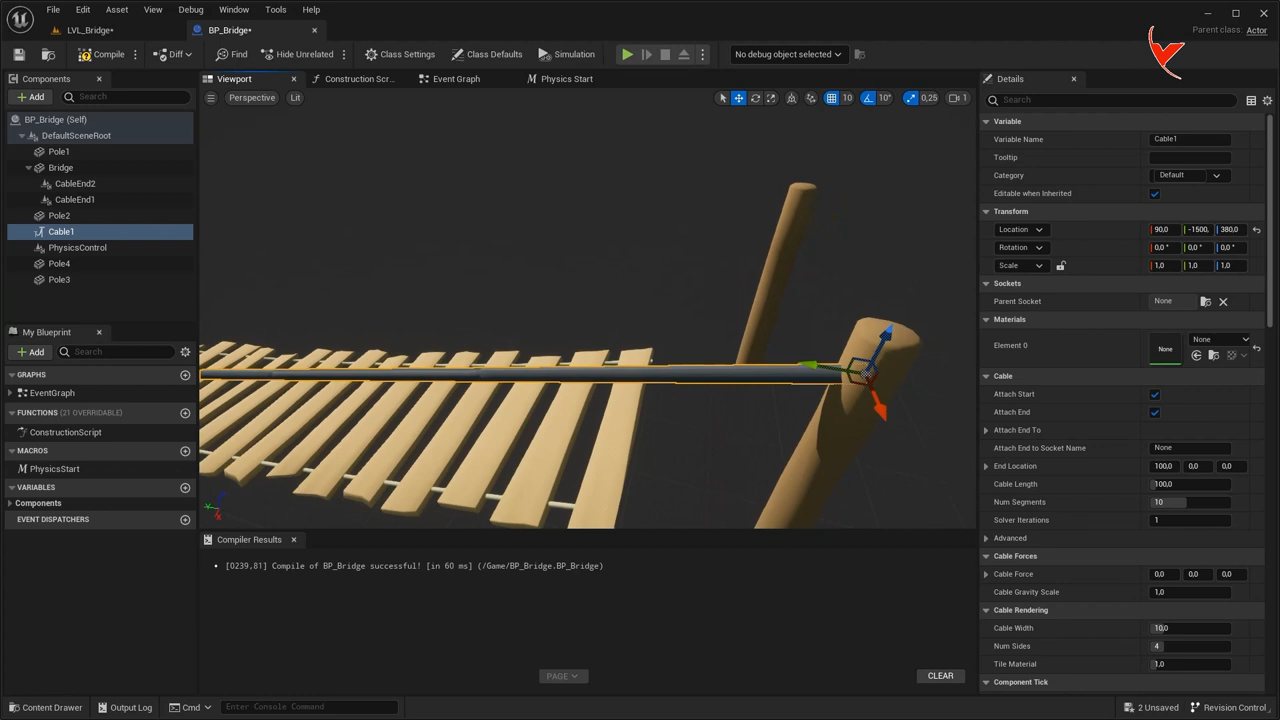 File Edit Asset View Debug Window Tools Help
LVL_Bridge* BP_Bridge* Parent class: Actor
Compile Diff Find Hide Unrelated Class Settings Class Defaults Simulation No debug object selected
Components Viewport Construction Scr... Event Graph Physics Start Details
Add Search Perspective Lit 10 10° 0,25 1 Search
BP_Bridge (Self)
DefaultSceneRoot
Pole1
Bridge
CableEnd2
CableEnd1
Pole2
Cable1
PhysicsControl
Pole4
Pole3
My Blueprint
Add Search
GRAPHS
EventGraph
FUNCTIONS (21 OVERRIDABLE)
ConstructionScript
MACROS
PhysicsStart
VARIABLES
Components
EVENT DISPATCHERS
Compiler Results
[0239,81] Compile of BP_Bridge successful! [in 60 ms] (/Game/BP_Bridge.BP_Bridge)
PAGE CLEAR
Variable
Variable Name Cable1
Tooltip
Category Default
Editable when Inherited
Transform
Location 90,0 -1500, 380,0
Rotation 0,0 ° 0,0 ° 0,0 °
Scale 1,0 1,0 1,0
Sockets
Parent Socket None
Materials
Element 0 None None
Cable
Attach Start
Attach End
Attach End To
Attach End to Socket Name None
End Location 100,0 0,0 0,0
Cable Length 100,0
Num Segments 10
Solver Iterations 1
Advanced
Cable Forces
Cable Force 0,0 0,0 0,0
Cable Gravity Scale 1,0
Cable Rendering
Cable Width 10,0
Num Sides 4
Tile Material 1,0
Component Tick
Content Drawer Output Log Cmd Enter Console Command 2 Unsaved Revision Control